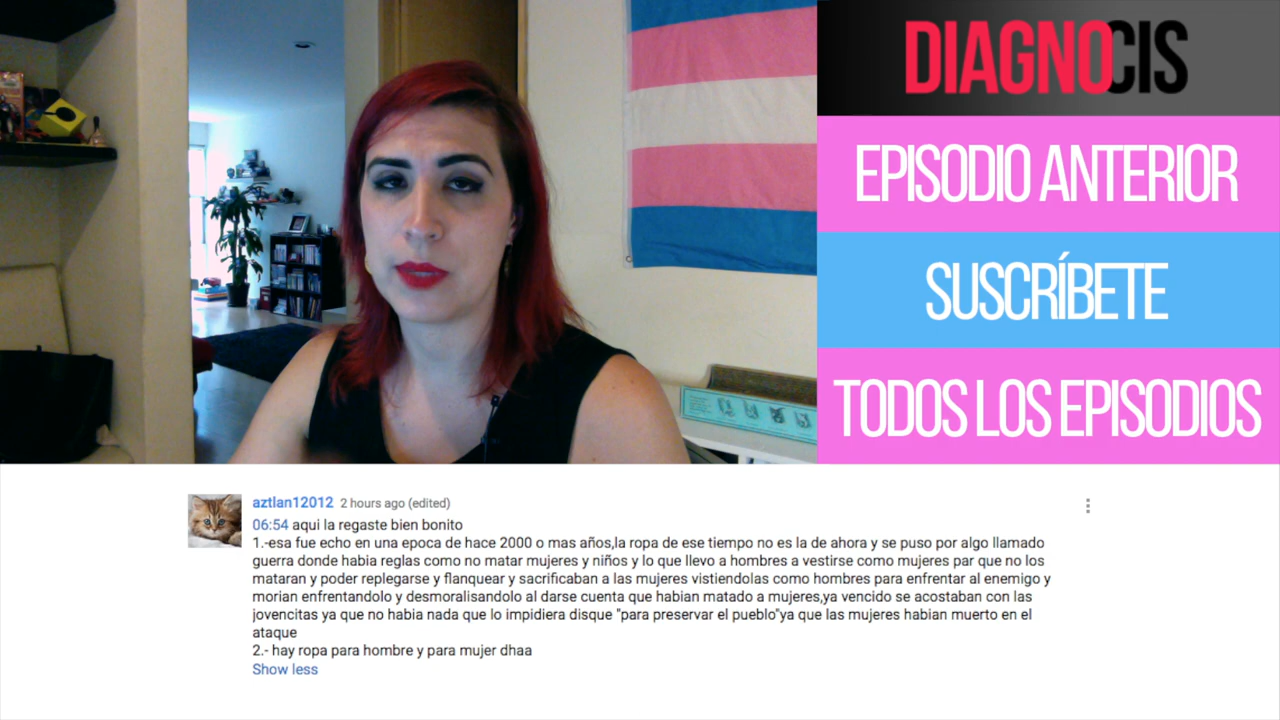 DIAGNOCIS
EPISODIO ANTERIOR
SUSCRÍBETE
TODOS LOS EPISODIOS
aztlan12012 2 hours ago (edited)
06:54 aqui la regaste bien bonito
1.-esa fue echo en una epoca de hace 2000 o mas años,la ropa de ese tiempo no es la de ahora y se puso por algo llamado
guerra donde habia reglas como no matar mujeres y niños y lo que llevo a hombres a vestirse como mujeres par que no los
mataran y poder replegarse y flanquear y sacrificaban a las mujeres vistiendolas como hombres para enfrentar al enemigo y
morian enfrentandolo y desmoralisandolo al darse cuenta que habian matado a mujeres,ya vencido se acostaban con las
jovencitas ya que no habia nada que lo impidiera disque "para preservar el pueblo"ya que las mujeres habian muerto en el
ataque
2.- hay ropa para hombre y para mujer dhaa
Show less